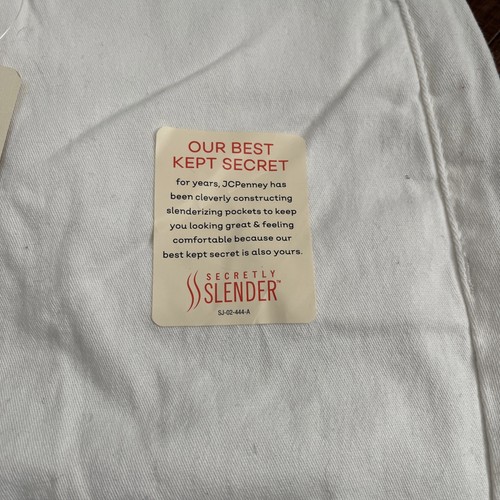 OUR BEST
KEPT SECRET
for years, JCPenney has
been cleverly constructing
slenderizing pockets to keep
you looking great & feeling
comfortable because our
best kept secret is also yours.
SECRETLY
SLENDER™
SJ-02-444-A